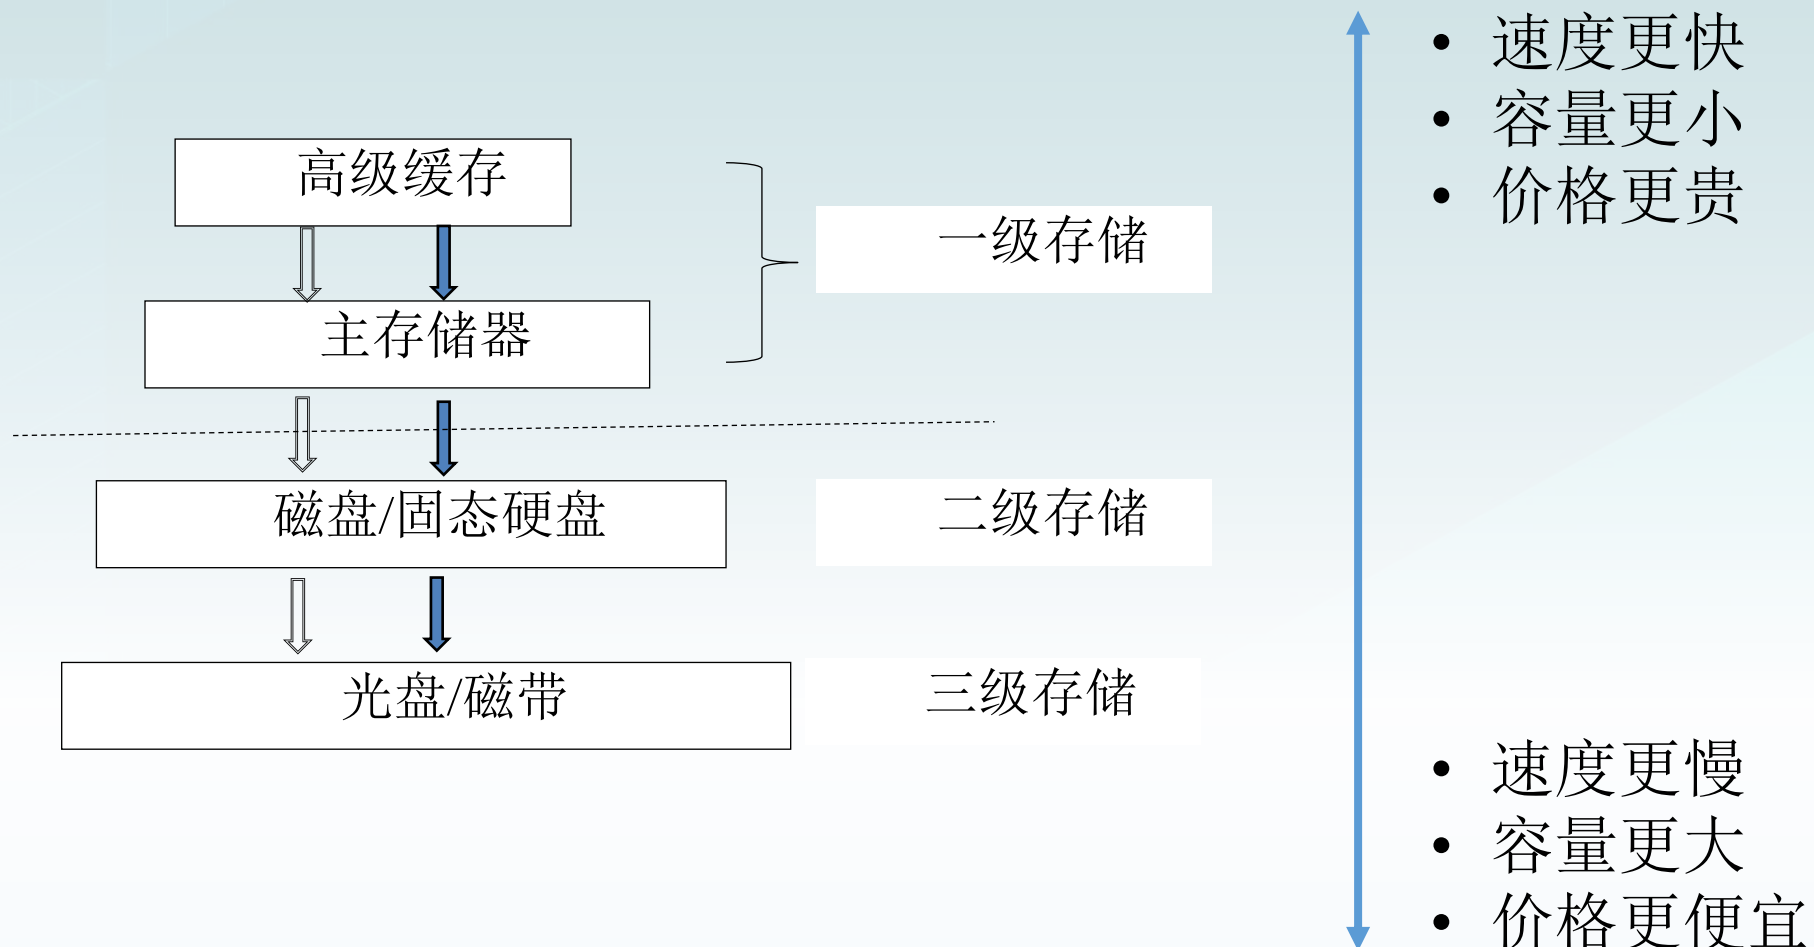 高级缓存
主存储器
磁盘/固态硬盘
光盘/磁带
一级存储
二级存储
三级存储
• 速度更快
• 容量更小
• 价格更贵
• 速度更慢
• 容量更大
• 价格更便宜